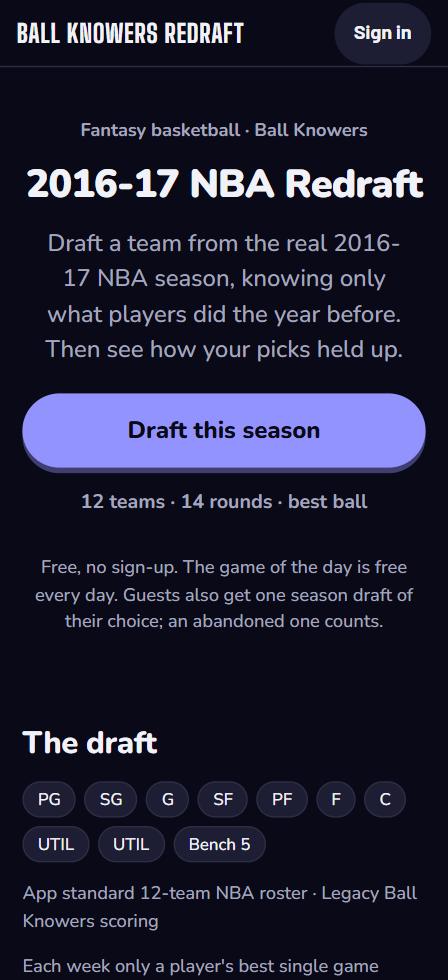 BALL KNOWERS REDRAFT
Sign in
Fantasy basketball · Ball Knowers
2016-17 NBA Redraft
Draft a team from the real 2016-
17 NBA season, knowing only
what players did the year before.
Then see how your picks held up.
Draft this season
12 teams · 14 rounds · best ball
Free, no sign-up. The game of the day is free
every day. Guests also get one season draft of
their choice; an abandoned one counts.
The draft
PG SG G SF PF F C
UTIL UTIL Bench 5
App standard 12-team NBA roster · Legacy Ball
Knowers scoring
Each week only a player's best single game